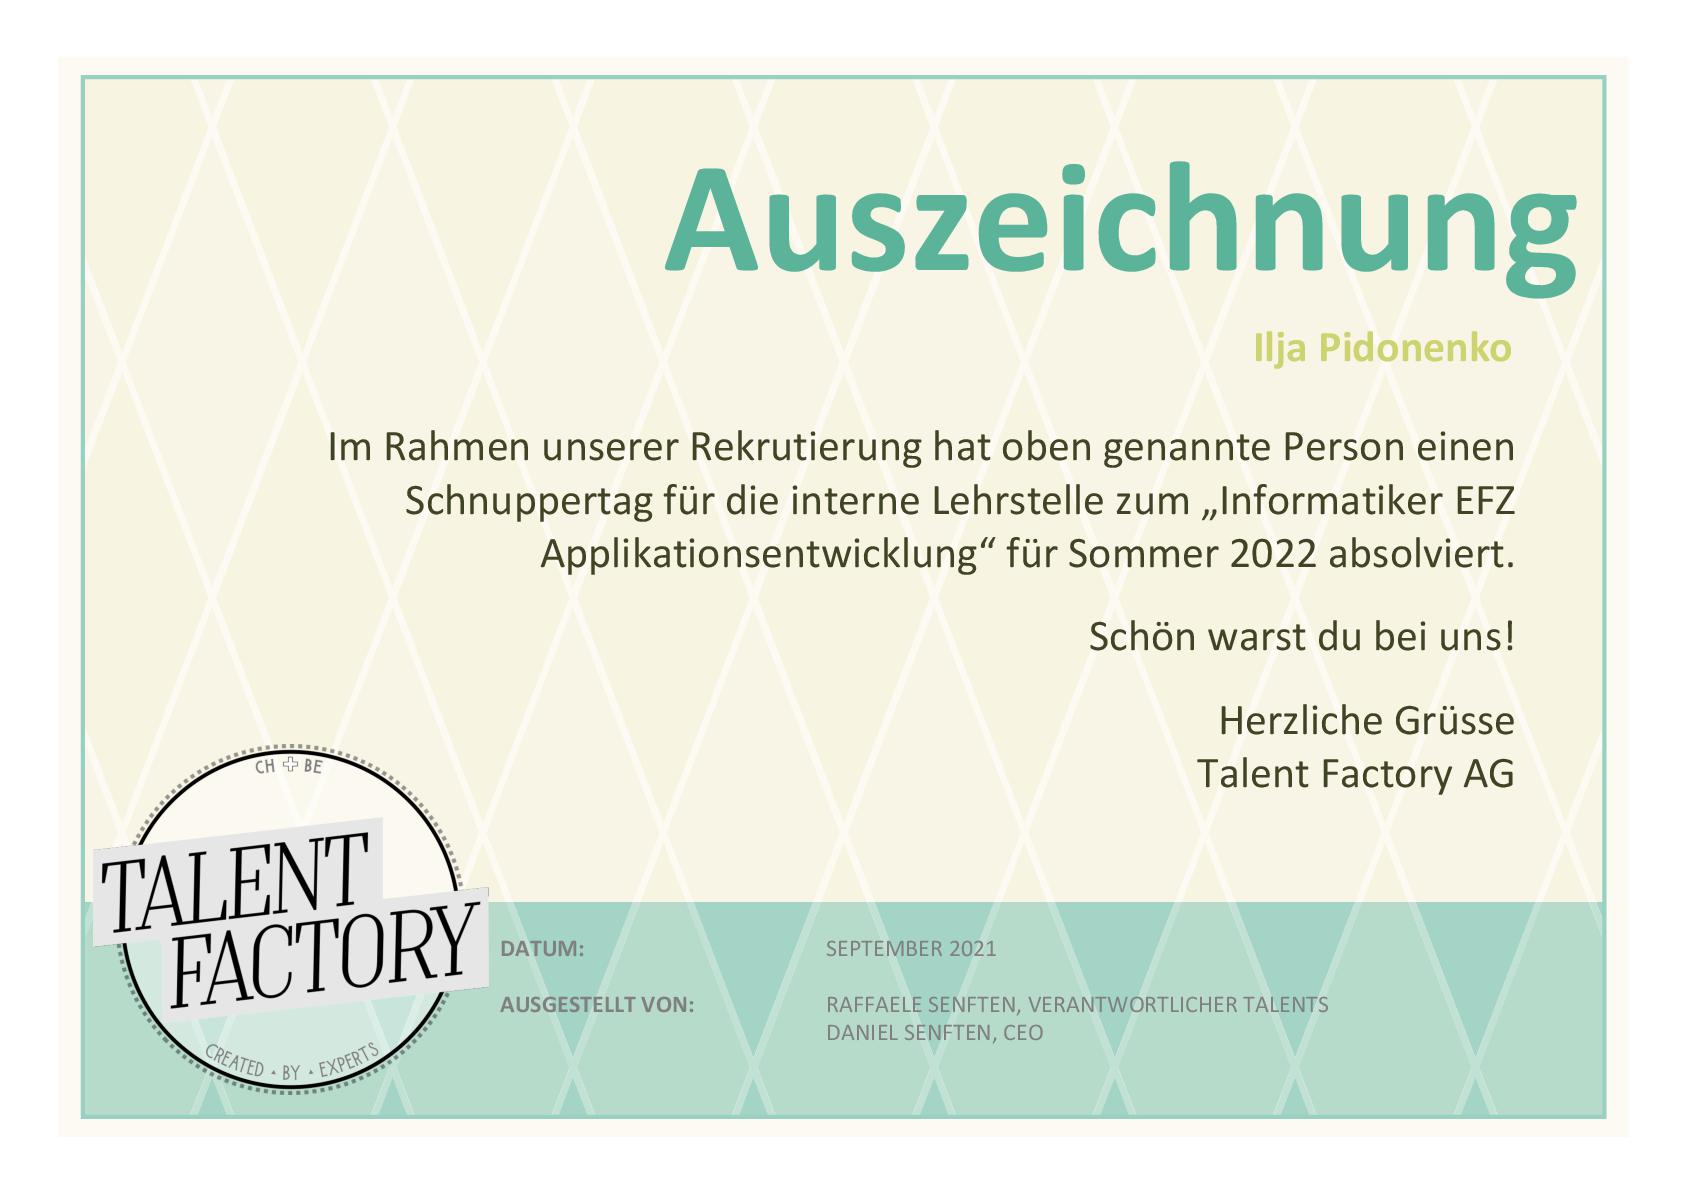 Auszeichnung
Ilja Pidonenko
Im Rahmen unserer Rekrutierung hat oben genannte Person einen
Schnuppertag für die interne Lehrstelle zum „Informatiker EFZ
Applikationsentwicklung“ für Sommer 2022 absolviert.
Schön warst du bei uns!
Herzliche Grüsse
Talent Factory AG
CH BE
TALENT
FACTORY
CREATED • BY • EXPERTS
DATUM: SEPTEMBER 2021
AUSGESTELLT VON: RAFFAELE SENFTEN, VERANTWORTLICHER TALENTS
DANIEL SENFTEN, CEO